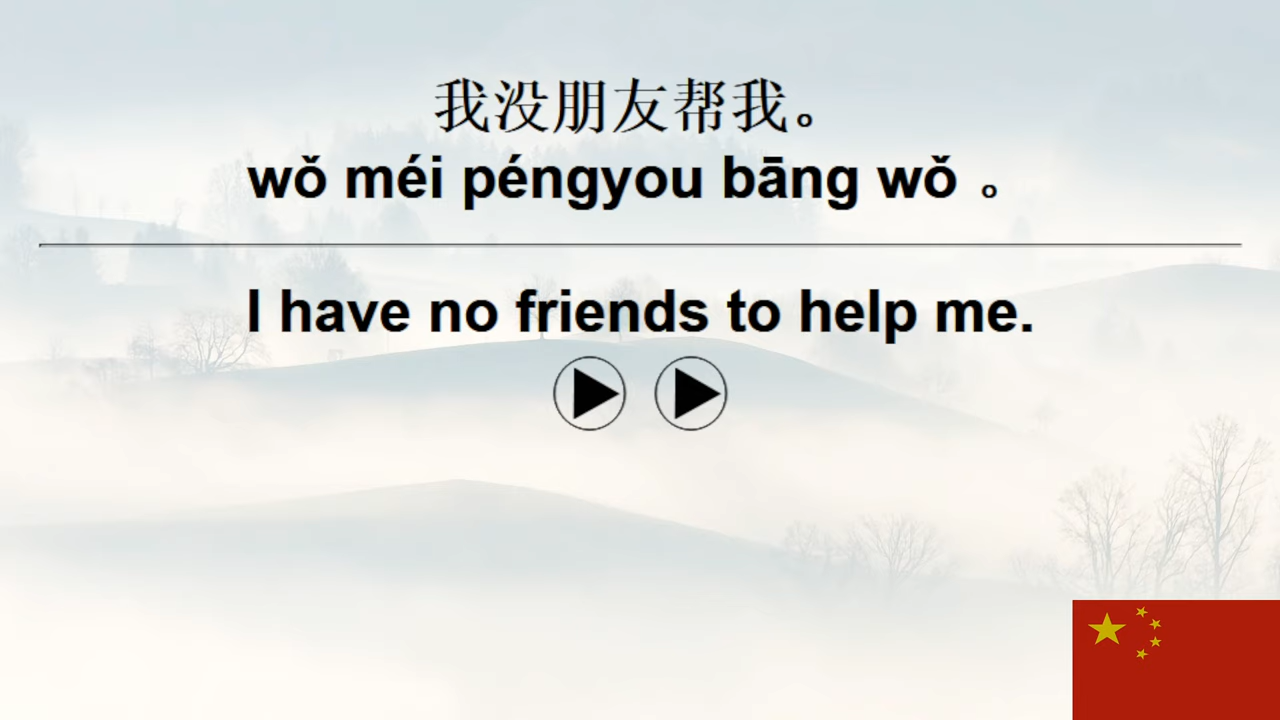 我没朋友帮我。
wǒ méi péngyou bāng wǒ 。
I have no friends to help me.